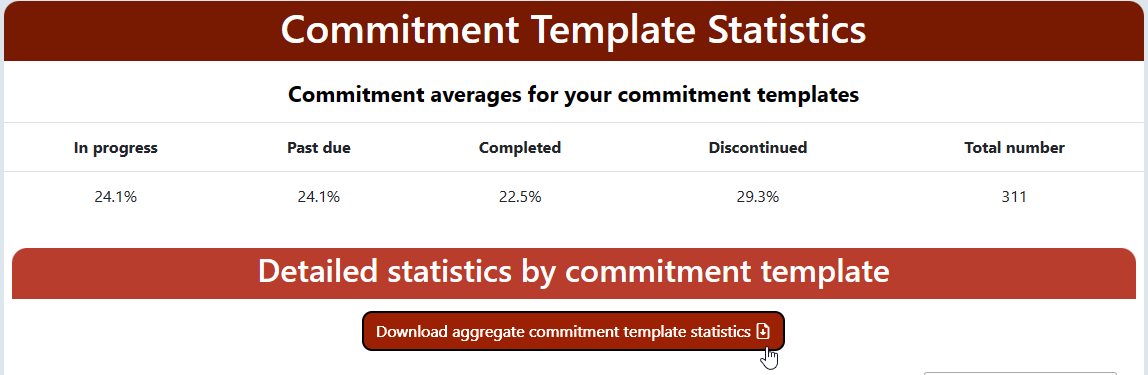 Commitment Template Statistics
Commitment averages for your commitment templates
In progress Past due Completed Discontinued Total number
24.1% 24.1% 22.5% 29.3% 311
Detailed statistics by commitment template
Download aggregate commitment template statistics